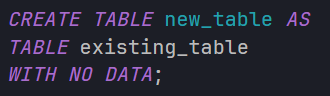 CREATE TABLE new_table AS
TABLE existing_table
WITH NO DATA;